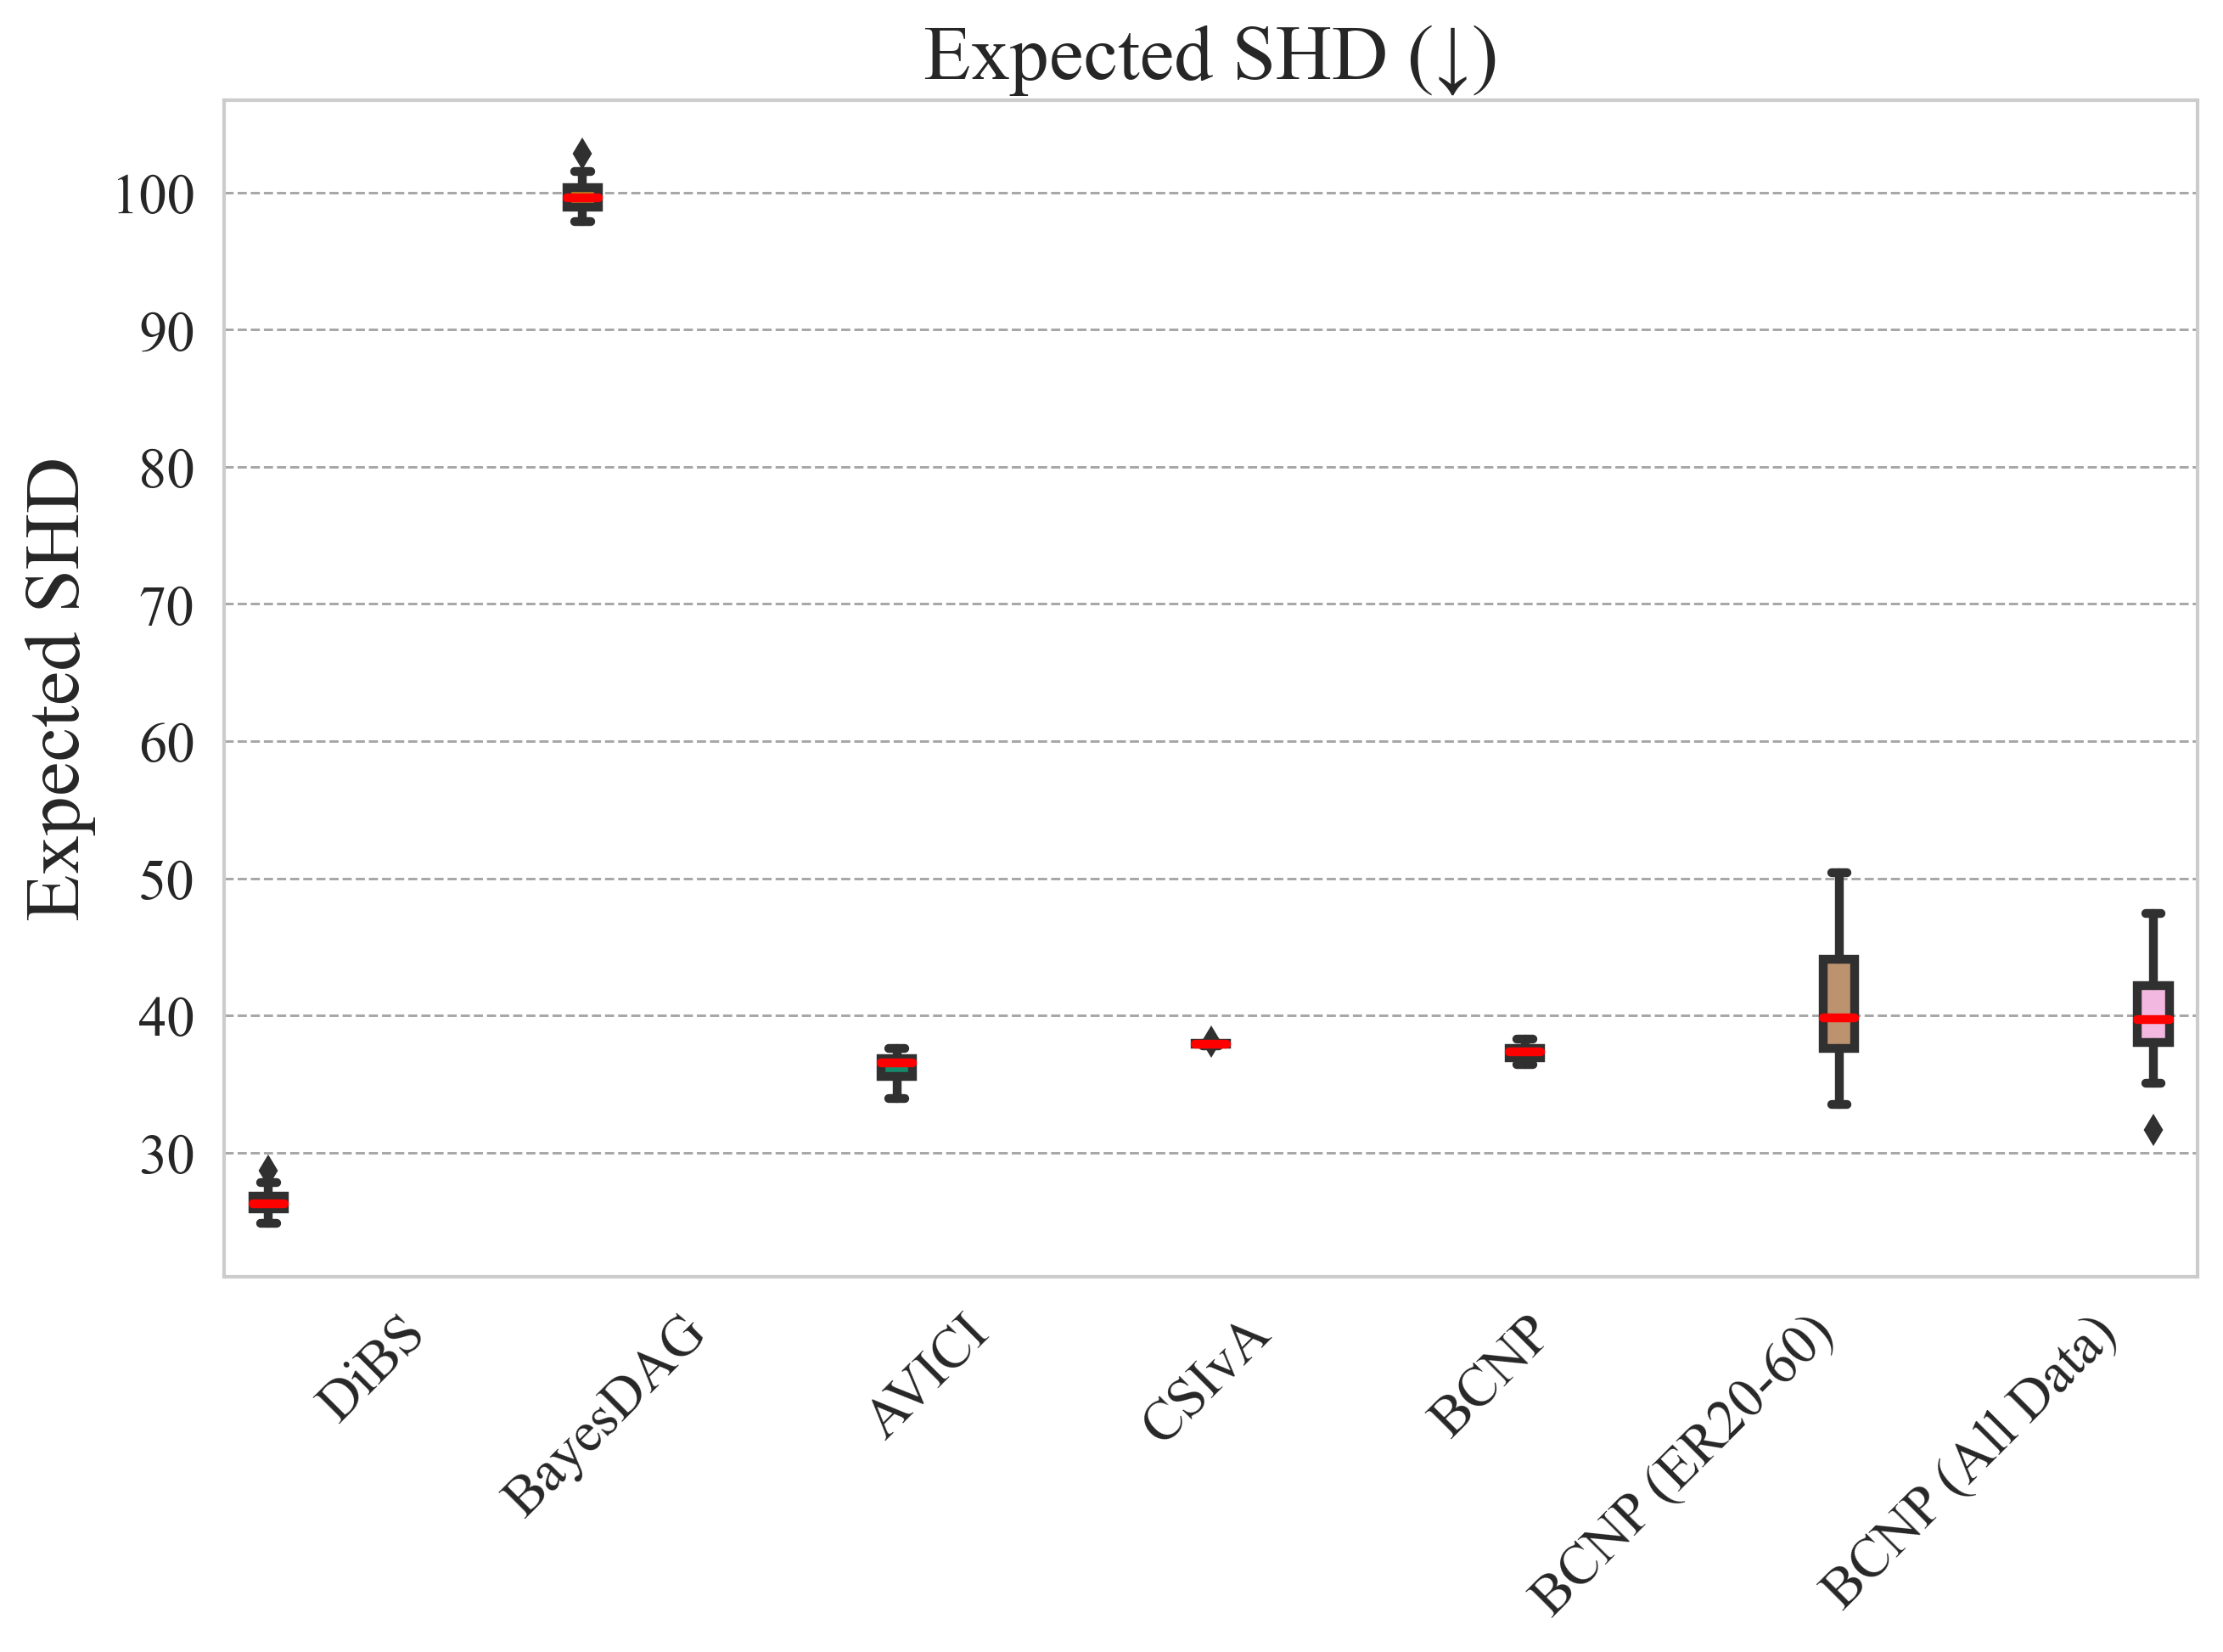 Expected SHD (↓)
Expected SHD
100
90
80
70
60
50
40
30
DiBS
BayesDAG
AVICI
CSIvA
BCNP
BCNP (ER20-60)
BCNP (All Data)